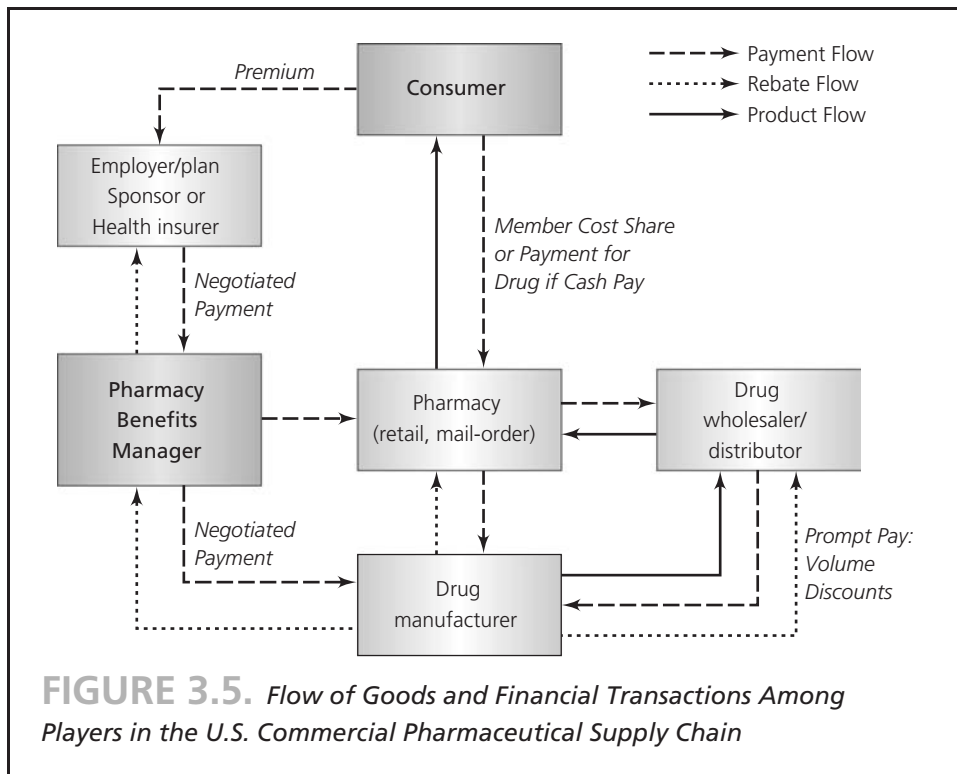 Premium
Consumer
Payment Flow
Rebate Flow
Product Flow
Employer/plan
Sponsor or
Health insurer
Member Cost Share
or Payment for
Drug if Cash Pay
Negotiated
Payment
Pharmacy
Benefits
Manager
Pharmacy
(retail, mail-order)
Drug
wholesaler/
distributor
Negotiated
Payment
Prompt Pay:
Volume
Discounts
Drug
manufacturer
FIGURE 3.5. Flow of Goods and Financial Transactions Among
Players in the U.S. Commercial Pharmaceutical Supply Chain